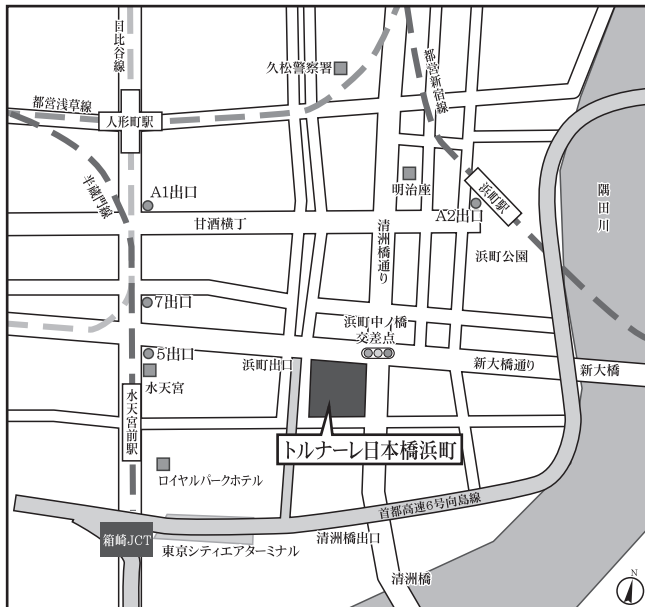 日比谷線
久松警察署
都営新宿線
都営浅草線
人形町駅
半蔵門線
A1出口
明治座
浜町駅
A2出口
隅田川
甘酒横丁
清洲橋通り
浜町公園
7出口
浜町中ノ橋
交差点
5出口
浜町出口
新大橋通り
新大橋
水天宮
水天宮前駅
トルナーレ日本橋浜町
ロイヤルパークホテル
首都高速6号向島線
箱崎JCT
東京シティエアターミナル
清洲橋出口
清洲橋
N